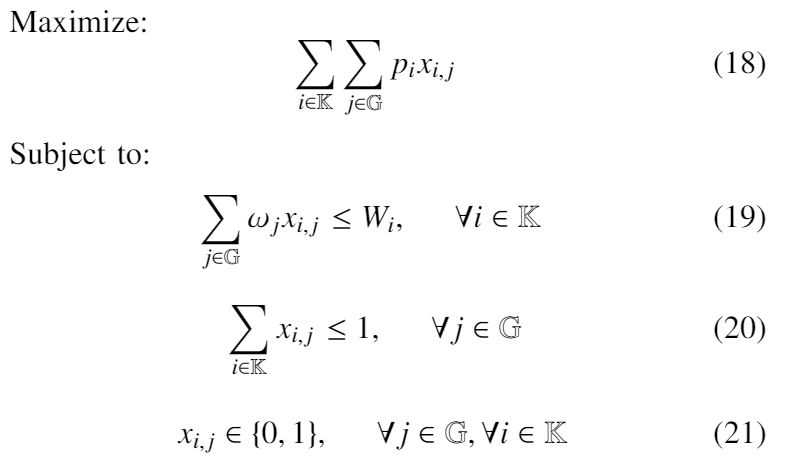 Maximize:
∑_{i∈𝕂} ∑_{j∈𝔾} p_i x_{i,j} (18)
Subject to:
∑_{j∈𝔾} ω_j x_{i,j} ≤ W_i, ∀i ∈ 𝕂 (19)
∑_{i∈𝕂} x_{i,j} ≤ 1, ∀j ∈ 𝔾 (20)
x_{i,j} ∈ {0, 1}, ∀j ∈ 𝔾, ∀i ∈ 𝕂 (21)